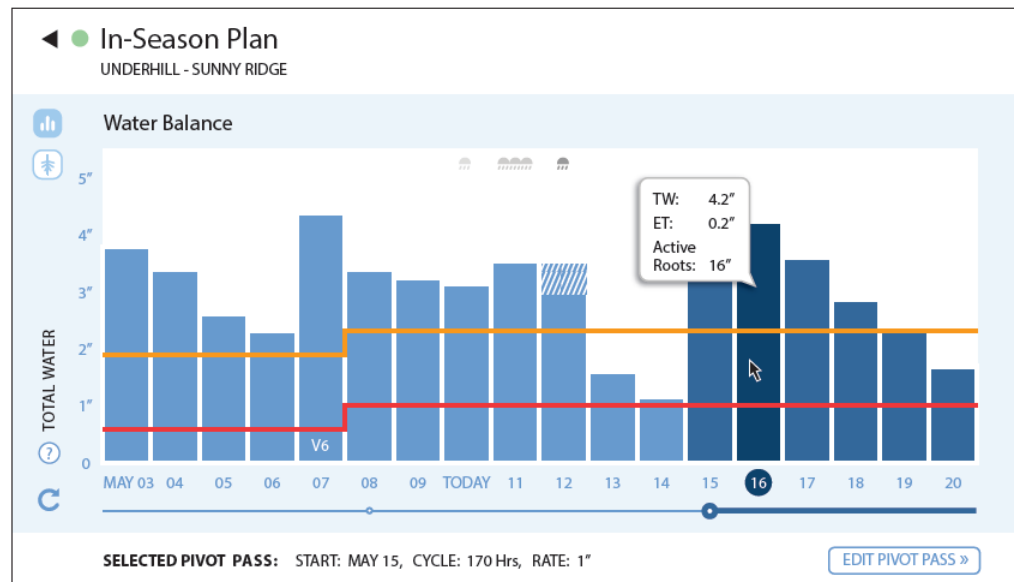 In-Season Plan
UNDERHILL - SUNNY RIDGE
Water Balance
5"
4"
3"
2"
1"
0
TOTAL WATER
?
TW: 4.2"
ET: 0.2"
Active
Roots: 16"
V6
MAY 03 04 05 06 07 08 09 TODAY 11 12 13 14 15 16 17 18 19 20
SELECTED PIVOT PASS: START: MAY 15, CYCLE: 170 Hrs, RATE: 1"
EDIT PIVOT PASS »